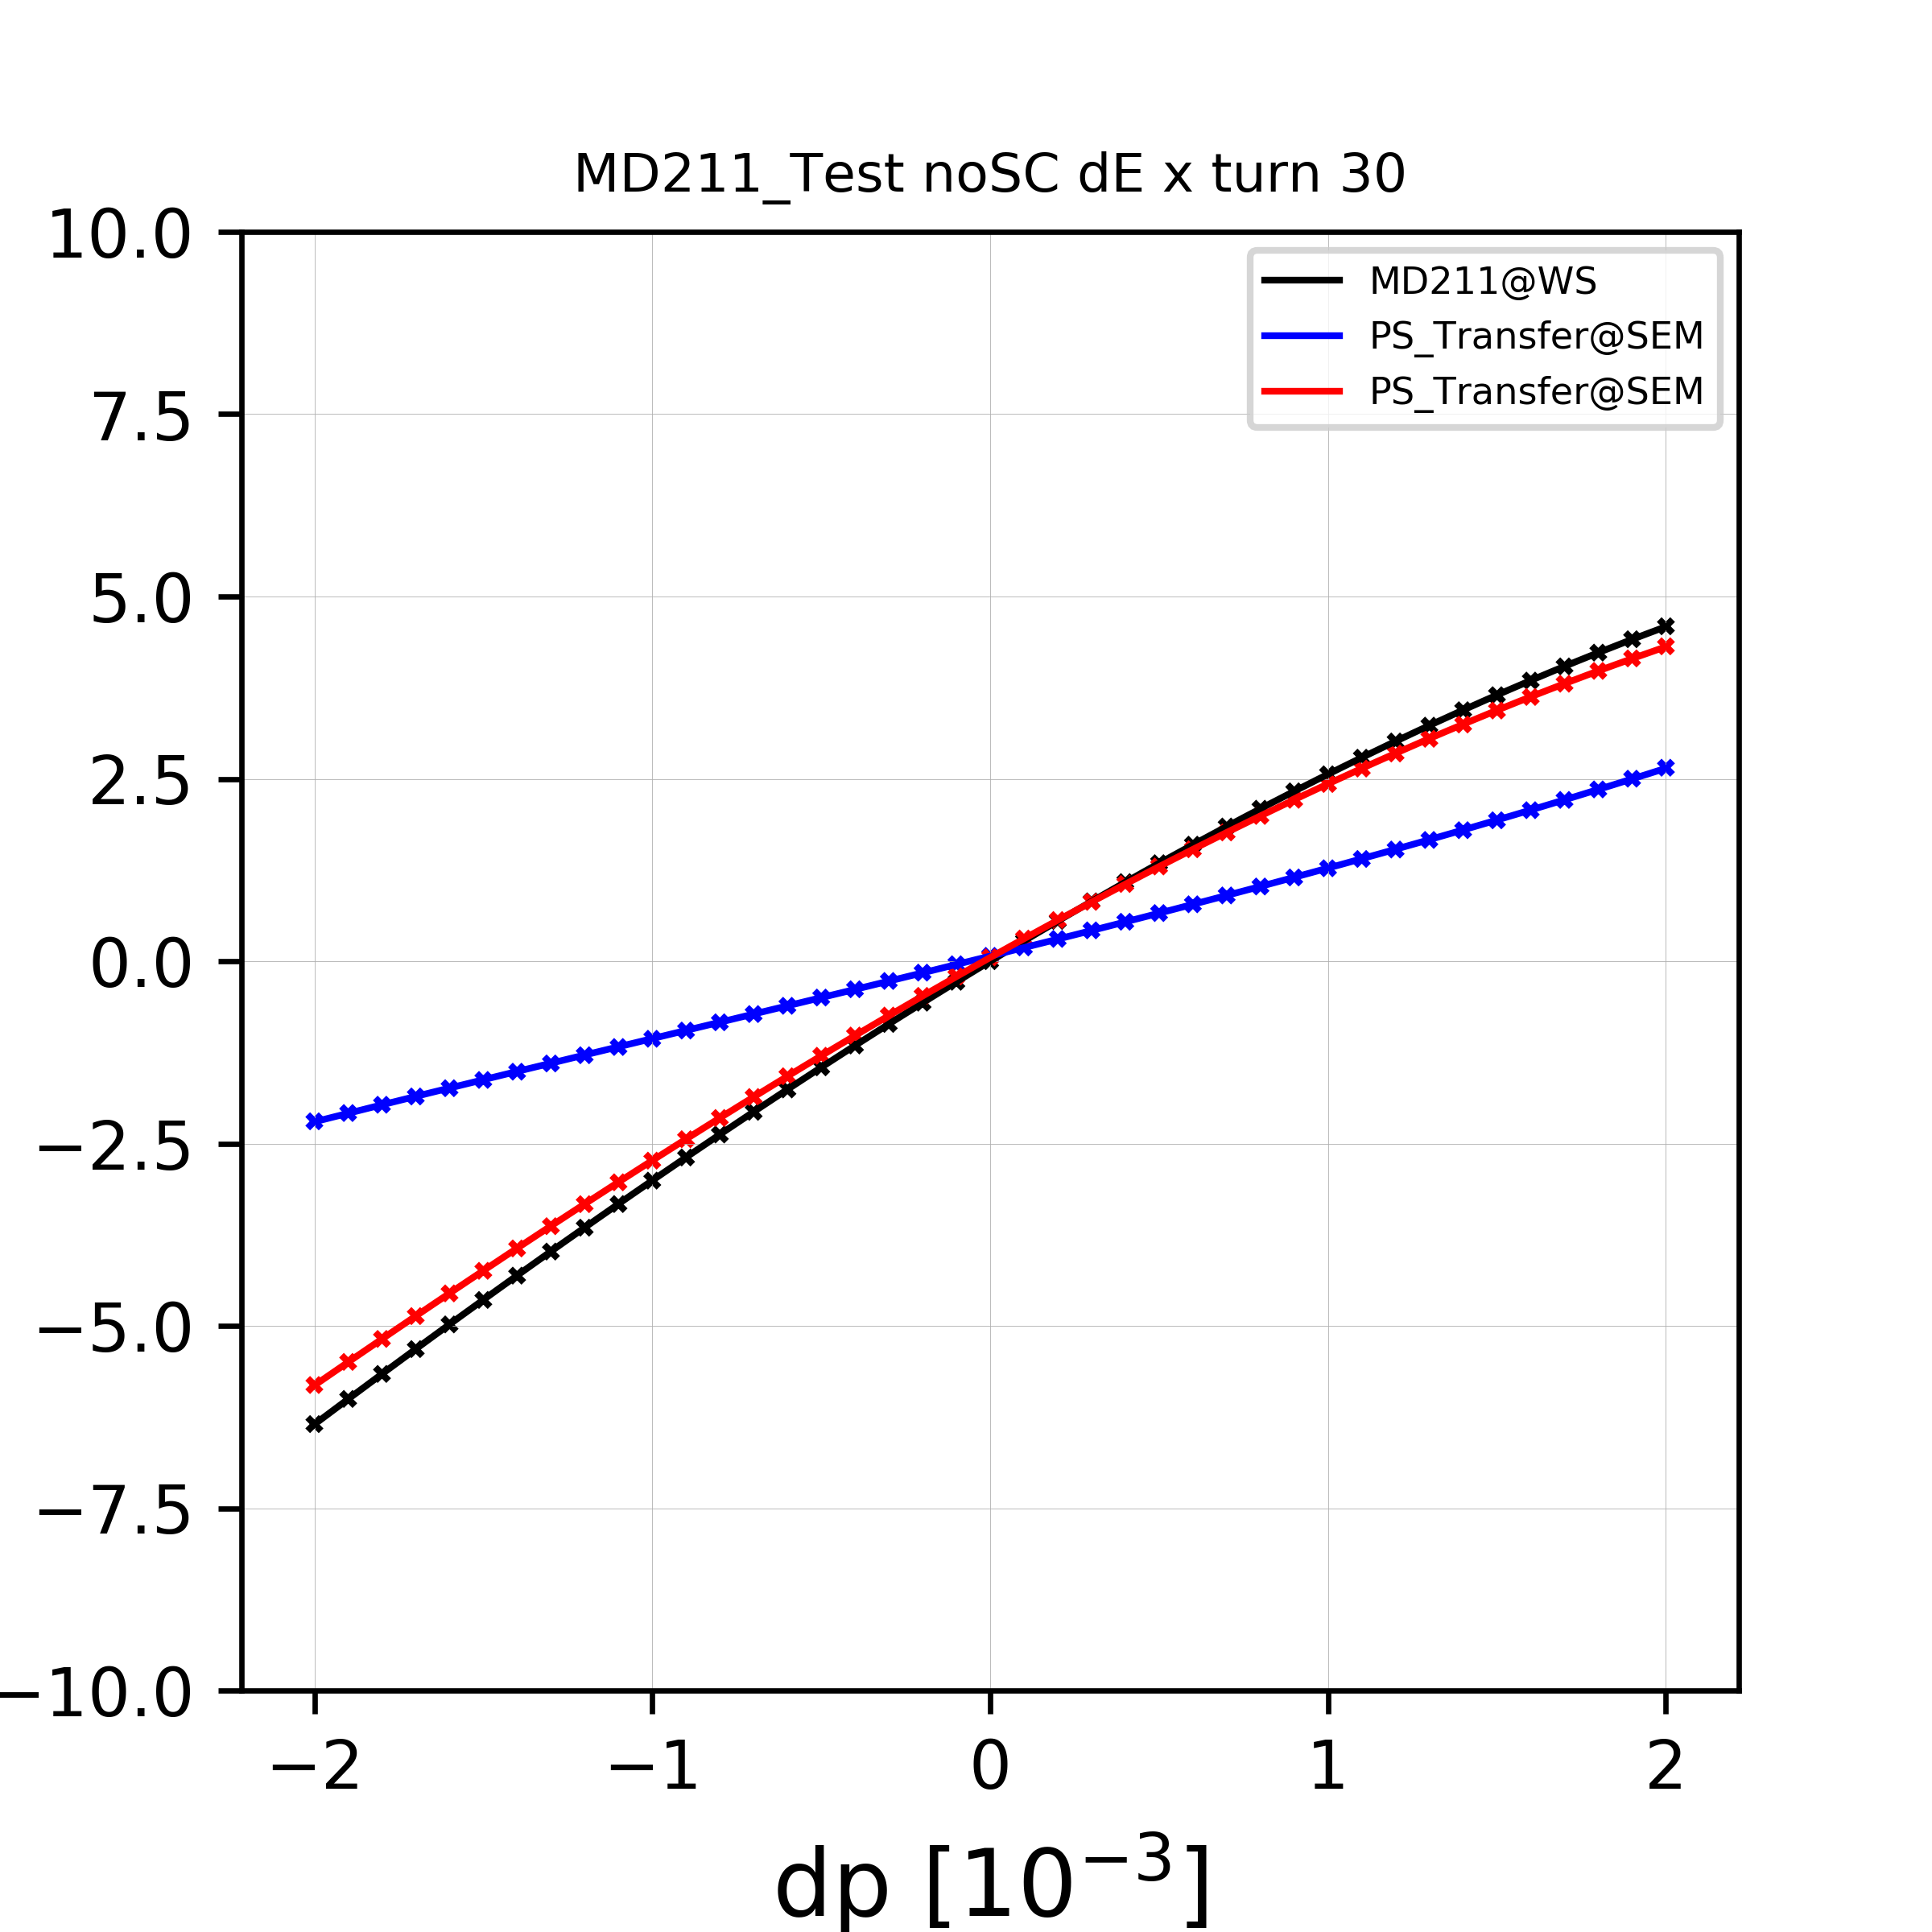 MD211_Test noSC dE x turn 30
10.0
7.5
5.0
2.5
0.0
−2.5
−5.0
−7.5
−10.0
MD211@WS
PS_Transfer@SEM
PS_Transfer@SEM
−2 −1 0 1 2
dp [10⁻³]